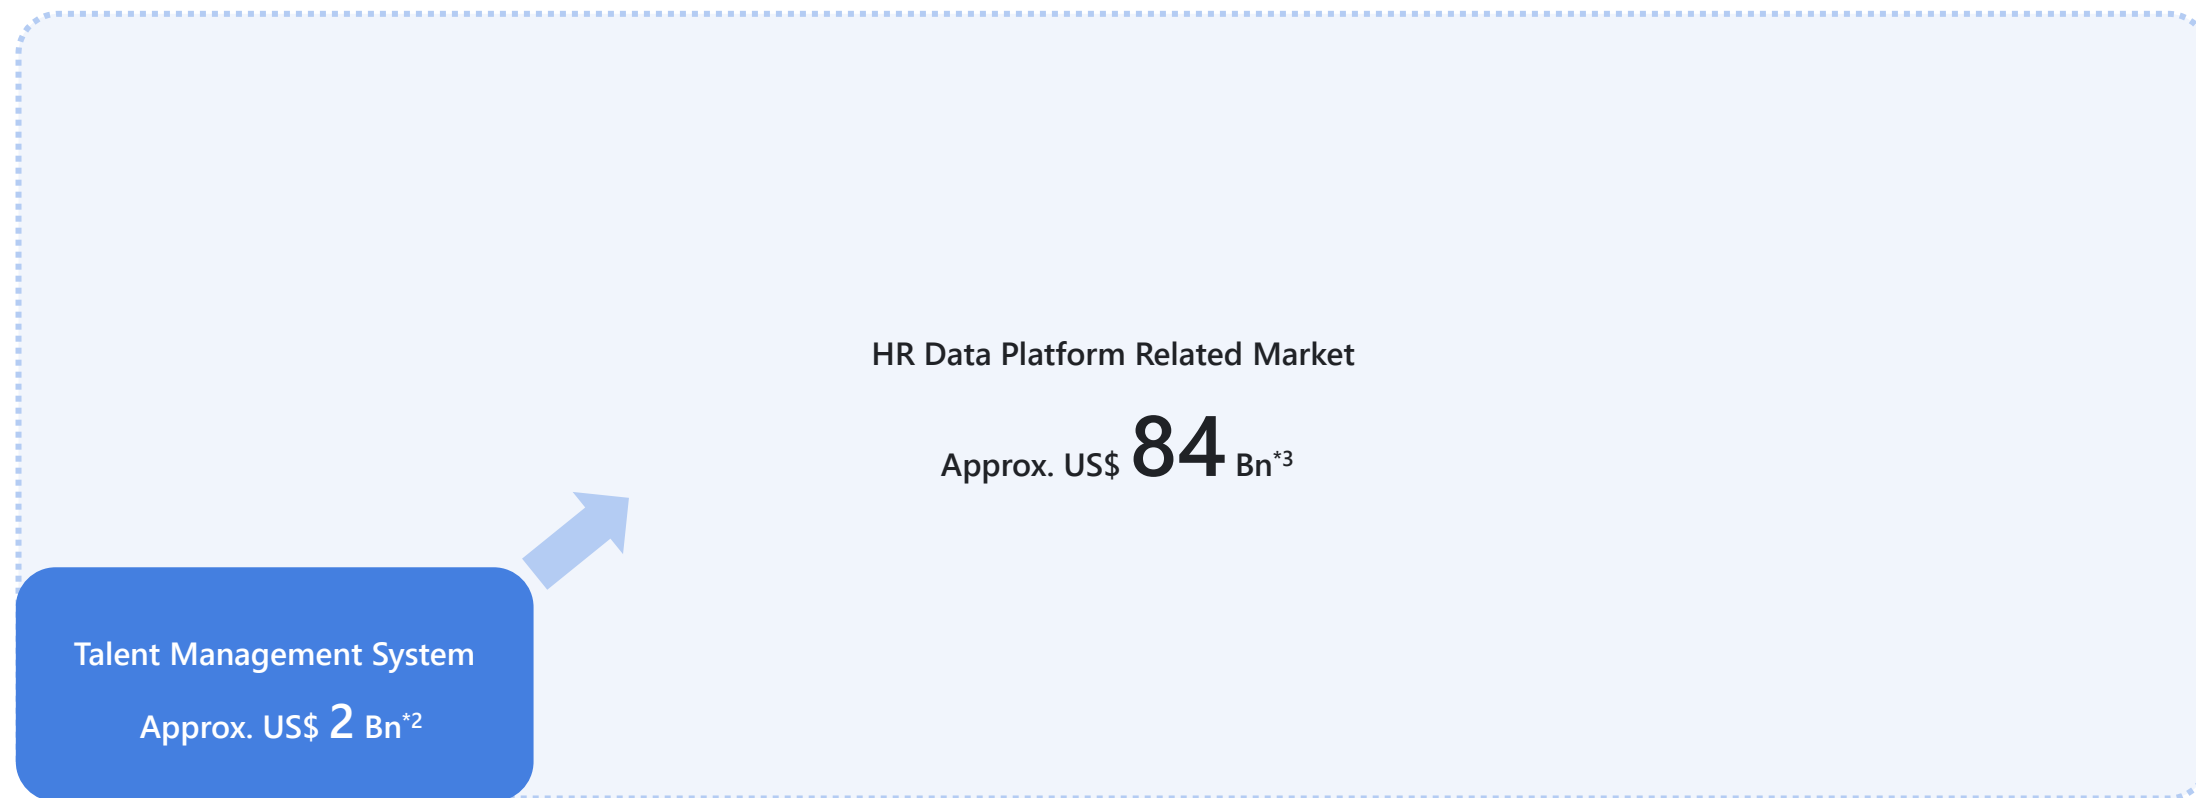 HR Data Platform Related Market
Approx. US$ 84 Bn*3
Talent Management System
Approx. US$ 2 Bn*2